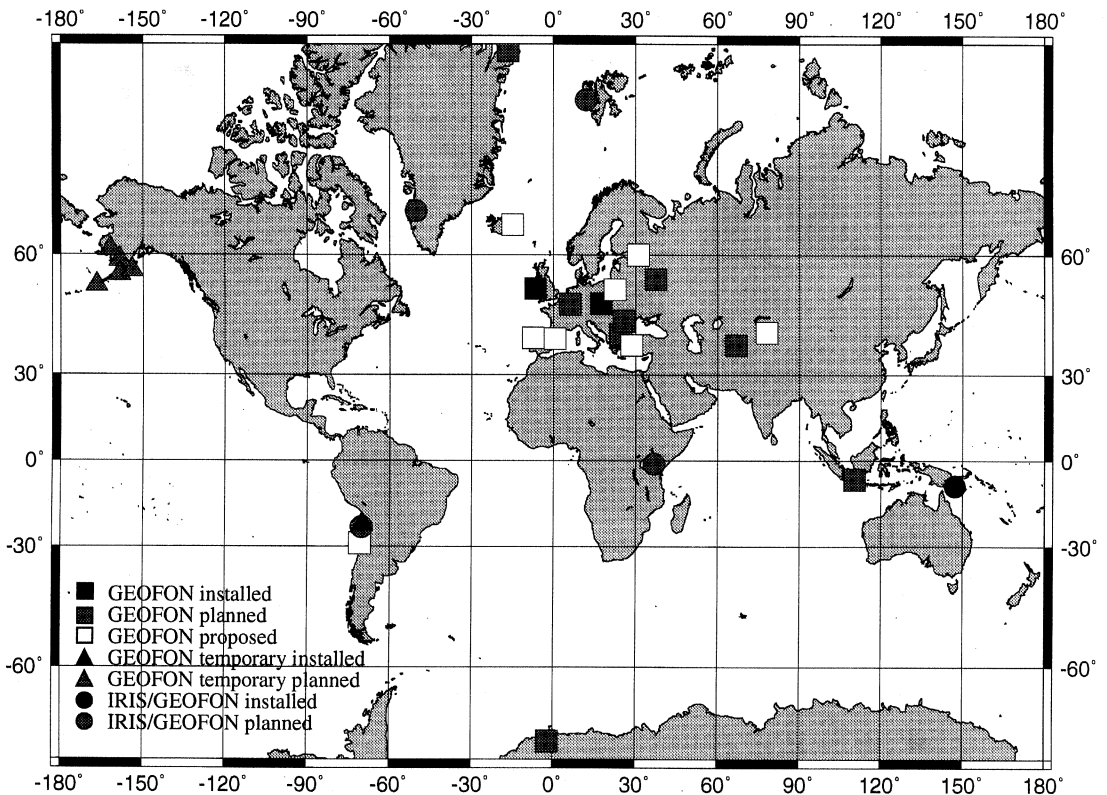 -180° -150° -120° -90° -60° -30° 0° 30° 60° 90° 120° 150° 180°
60° 60°
30° 30°
0° 0°
-30° -30°
-60° -60°
GEOFON installed
GEOFON planned
GEOFON proposed
GEOFON temporary installed
GEOFON temporary planned
IRIS/GEOFON installed
IRIS/GEOFON planned
-180 -150 -120 -90° -60° -30° 0° 30° 60° 90° 120° 150° 180°